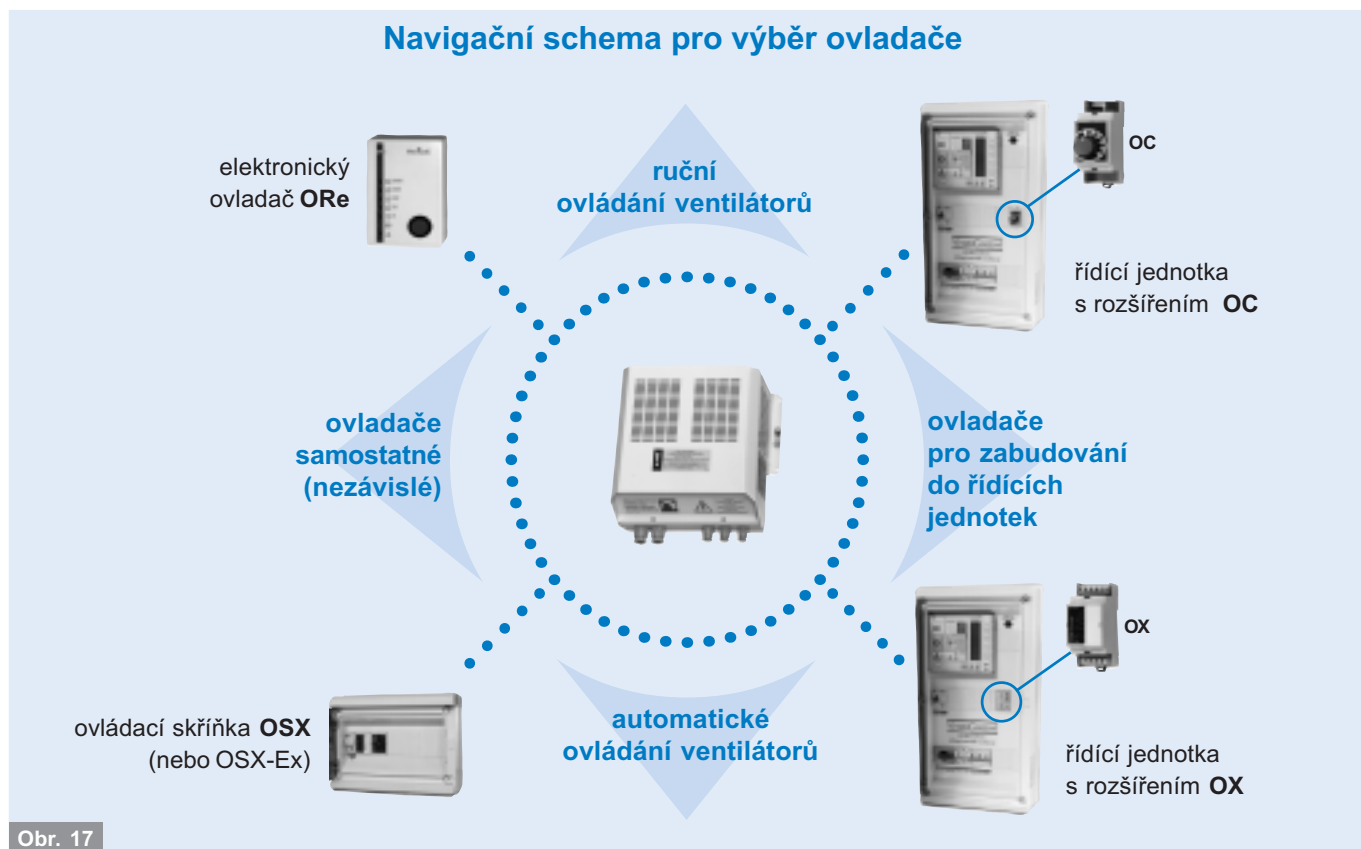 Navigační schema pro výběr ovladače
elektronický
ovladač ORe
ruční
ovládání ventilátorů
OC
řídící jednotka
s rozšířením OC
ovladače
samostatné
(nezávislé)
ovladače
pro zabudování
do řídících
jednotek
OX
ovládací skříňka OSX
(nebo OSX-Ex)
automatické
ovládání ventilátorů
řídící jednotka
s rozšířením OX
Obr. 17